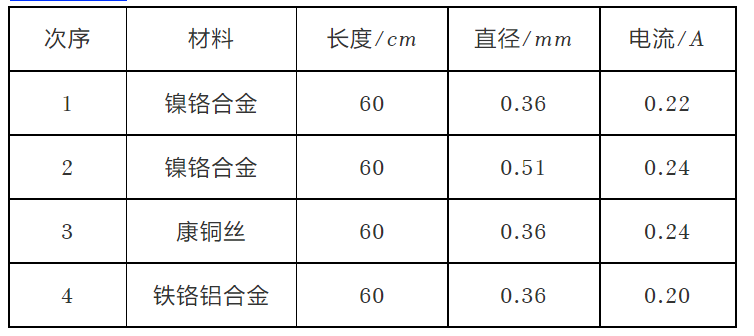 次序 材料 长度/cm 直径/mm 电流/A
1 镍铬合金 60 0.36 0.22
2 镍铬合金 60 0.51 0.24
3 康铜丝 60 0.36 0.24
4 铁铬铝合金 60 0.36 0.20